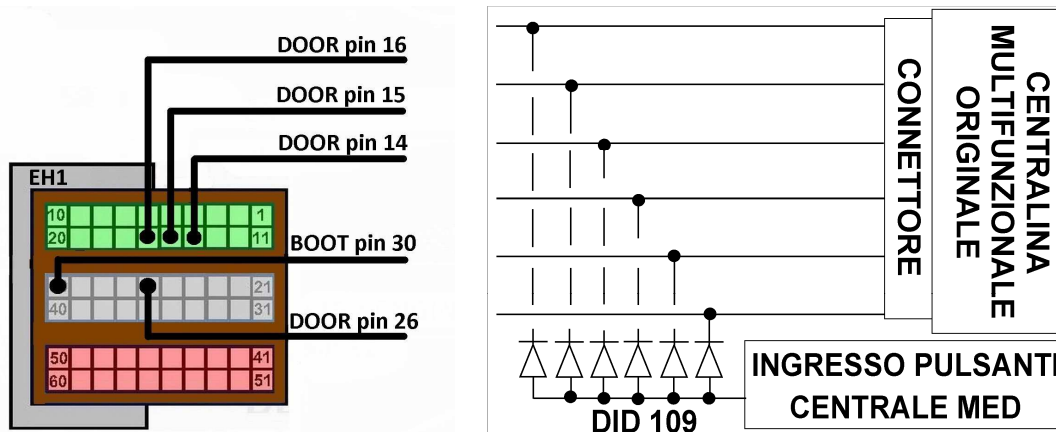 DOOR pin 16
DOOR pin 15
DOOR pin 14
EH1
10 1
20 11
BOOT pin 30
21
40 31
DOOR pin 26
50 41
60 51
CONNETTORE
CENTRALINA
MULTIFUNZIONALE
ORIGINALE
INGRESSO PULSANTI
CENTRALE MED
DID 109